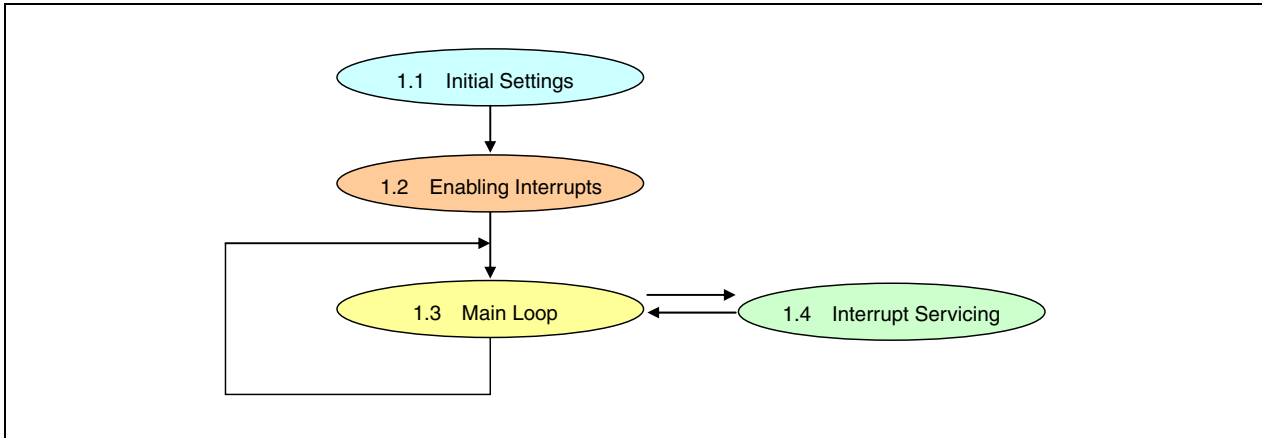 1.1 Initial Settings
1.2 Enabling Interrupts
1.3 Main Loop
1.4 Interrupt Servicing